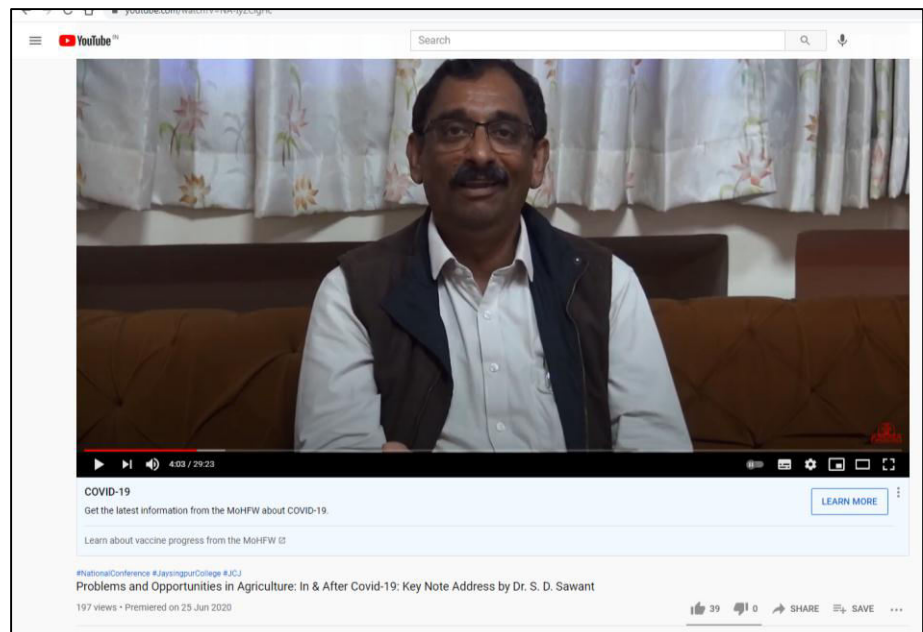 YouTube IN
Search
4:03 / 29:23
COVID-19
Get the latest information from the MoHFW about COVID-19.
LEARN MORE
Learn about vaccine progress from the MoHFW
#NationalConference #JaysingpurCollege #JCJ
Problems and Opportunities in Agriculture: In & After Covid-19: Key Note Address by Dr. S. D. Sawant
197 views • Premiered on 25 Jun 2020
39 0 SHARE SAVE